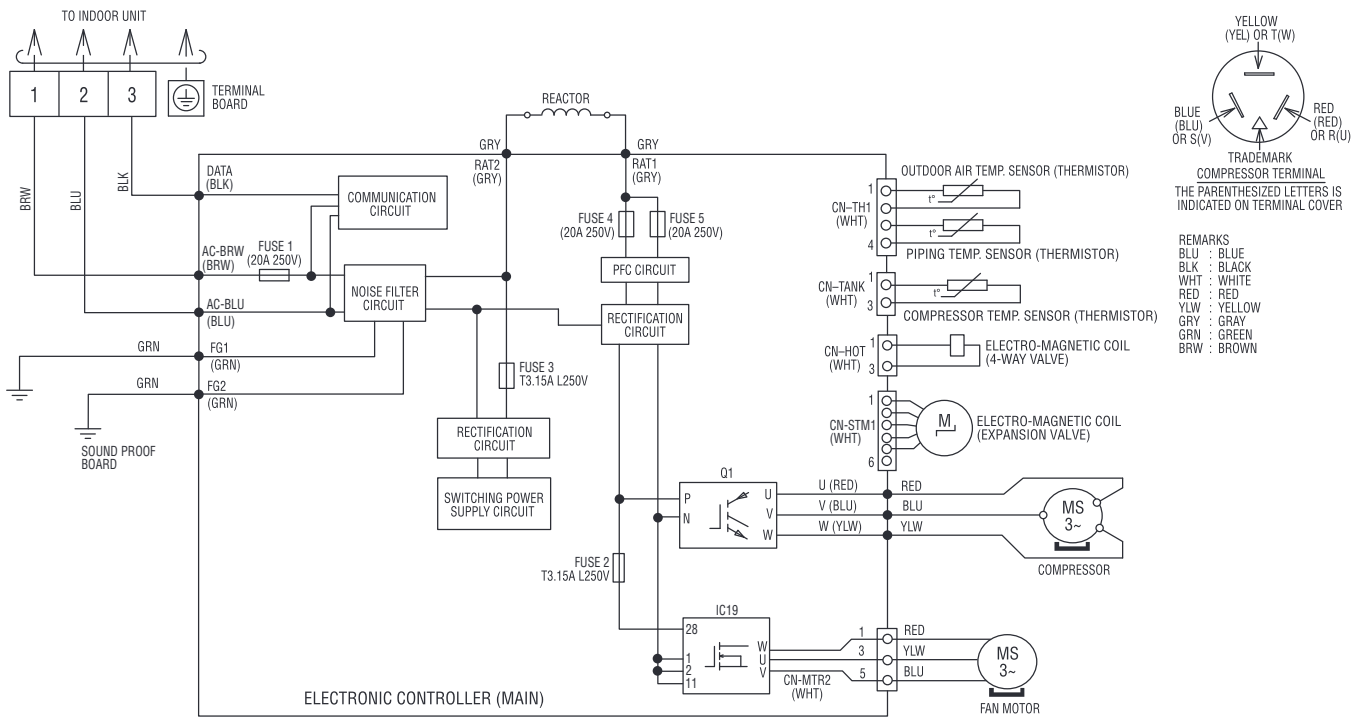 TO INDOOR UNIT
1 2 3
TERMINAL
BOARD
BRW
BLU
BLK
REACTOR
GRY
GRY
RAT2
(GRY)
RAT1
(GRY)
DATA
(BLK)
COMMUNICATION
CIRCUIT
AC-BRW
(BRW)
FUSE 1
(20A 250V)
NOISE FILTER
CIRCUIT
AC-BLU
(BLU)
GRN
FG1
(GRN)
GRN
FG2
(GRN)
SOUND PROOF
BOARD
FUSE 4
(20A 250V)
FUSE 5
(20A 250V)
PFC CIRCUIT
RECTIFICATION
CIRCUIT
FUSE 3
T3.15A L250V
RECTIFICATION
CIRCUIT
SWITCHING POWER
SUPPLY CIRCUIT
FUSE 2
T3.15A L250V
Q1
P
N
U
V
W
U (RED)
V (BLU)
W (YLW)
RED
BLU
YLW
MS
3~
COMPRESSOR
IC19
28
1
2
11
W
U
V
CN-MTR2
(WHT)
1
3
5
RED
YLW
BLU
MS
3~
FAN MOTOR
ELECTRONIC CONTROLLER (MAIN)
OUTDOOR AIR TEMP. SENSOR (THERMISTOR)
1
CN–TH1
(WHT)
4
t°
t°
PIPING TEMP. SENSOR (THERMISTOR)
1
CN–TANK
(WHT)
3
t°
COMPRESSOR TEMP. SENSOR (THERMISTOR)
1
CN–HOT
(WHT)
3
ELECTRO-MAGNETIC COIL
(4-WAY VALVE)
1
CN-STM1
(WHT)
6
M
ELECTRO-MAGNETIC COIL
(EXPANSION VALVE)
YELLOW
(YEL) OR T(W)
BLUE
(BLU)
OR S(V)
RED
(RED)
OR R(U)
TRADEMARK
COMPRESSOR TERMINAL
THE PARENTHESIZED LETTERS IS
INDICATED ON TERMINAL COVER
REMARKS
BLU : BLUE
BLK : BLACK
WHT : WHITE
RED : RED
YLW : YELLOW
GRY : GRAY
GRN : GREEN
BRW : BROWN